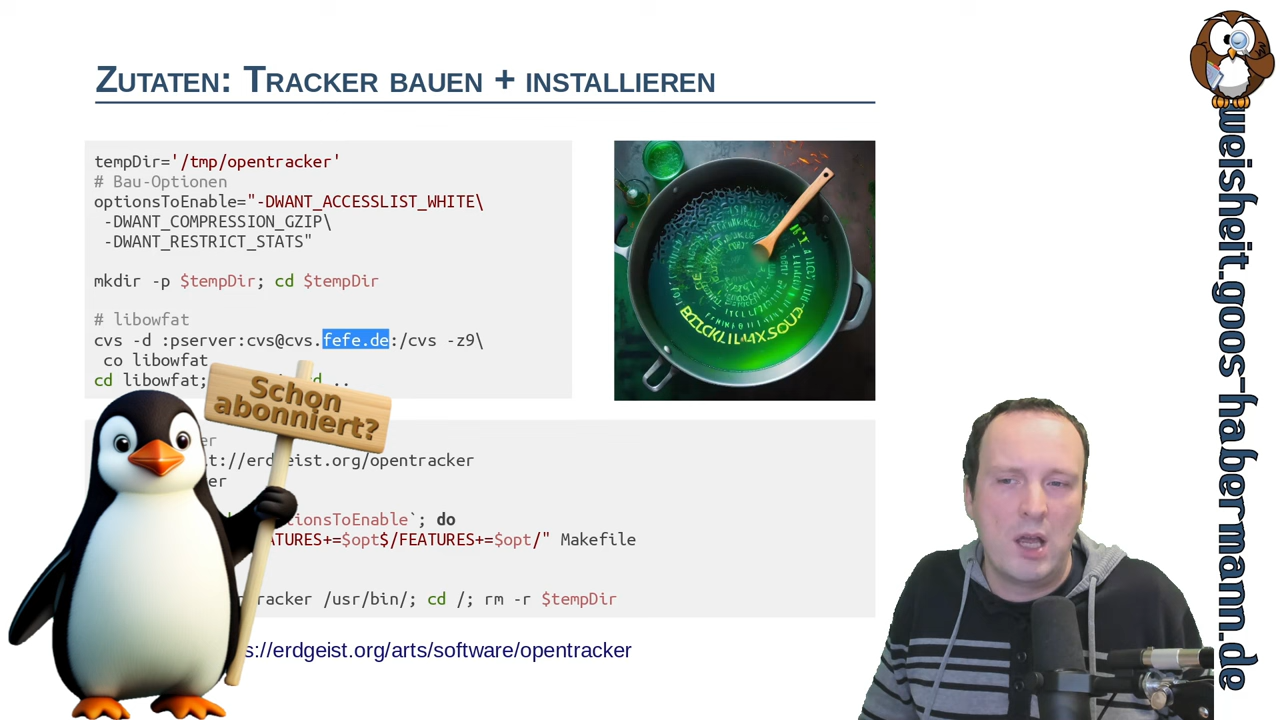 Zutaten: Tracker bauen + installieren
tempDir='/tmp/opentracker'
# Bau-Optionen
optionsToEnable="-DWANT_ACCESSLIST_WHITE\
-DWANT_COMPRESSION_GZIP\
-DWANT_RESTRICT_STATS"
mkdir -p $tempDir; cd $tempDir
# libowfat
cvs -d :pserver:cvs@cvs.fefe.de:/cvs -z9\
co libowfat
cd libowfat; d ..
Schon
abonniert?
er
t://erdgeist.org/opentracker
er
tionsToEnable`; do
ATURES+=$opt$/FEATURES+=$opt/" Makefile
racker /usr/bin/; cd /; rm -r $tempDir
s://erdgeist.org/arts/software/opentracker
weisheit.goos-habermann.de